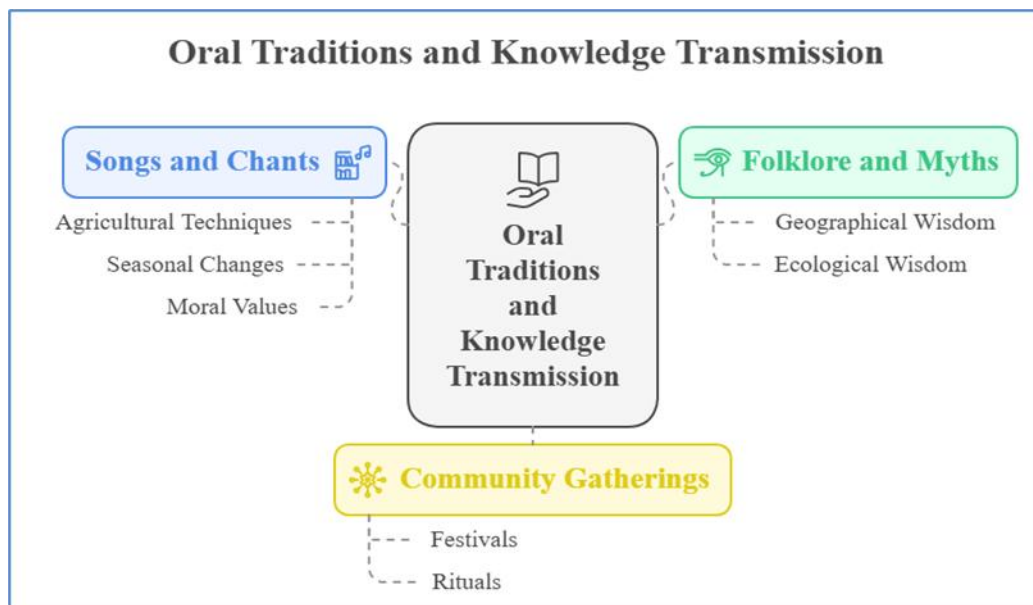 Oral Traditions and Knowledge Transmission
Songs and Chants
Agricultural Techniques
Seasonal Changes
Moral Values
Oral
Traditions
and
Knowledge
Transmission
Folklore and Myths
Geographical Wisdom
Ecological Wisdom
Community Gatherings
Festivals
Rituals